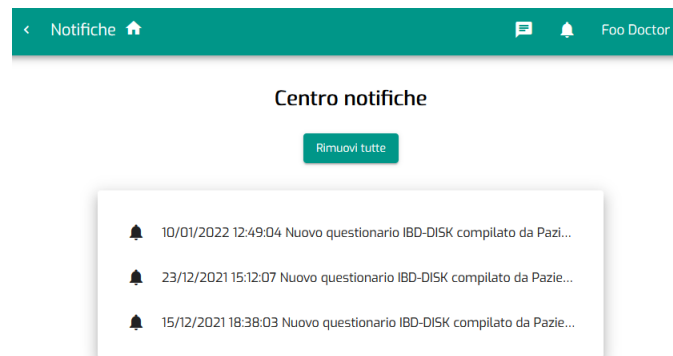 Notifiche
Foo Doctor
Centro notifiche
Rimuovi tutte
10/01/2022 12:49:04 Nuovo questionario IBD-DISK compilato da Pazi...
23/12/2021 15:12:07 Nuovo questionario IBD-DISK compilato da Pazie...
15/12/2021 18:38:03 Nuovo questionario IBD-DISK compilato da Pazie...